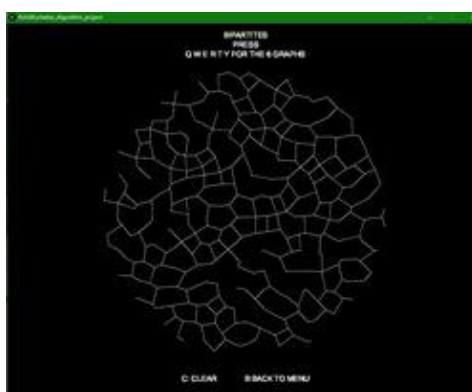 BIPARTITES
PRESS
Q W E R T Y FOR THE 6 GRAPHS
C: CLEAR B BACK TO MENU